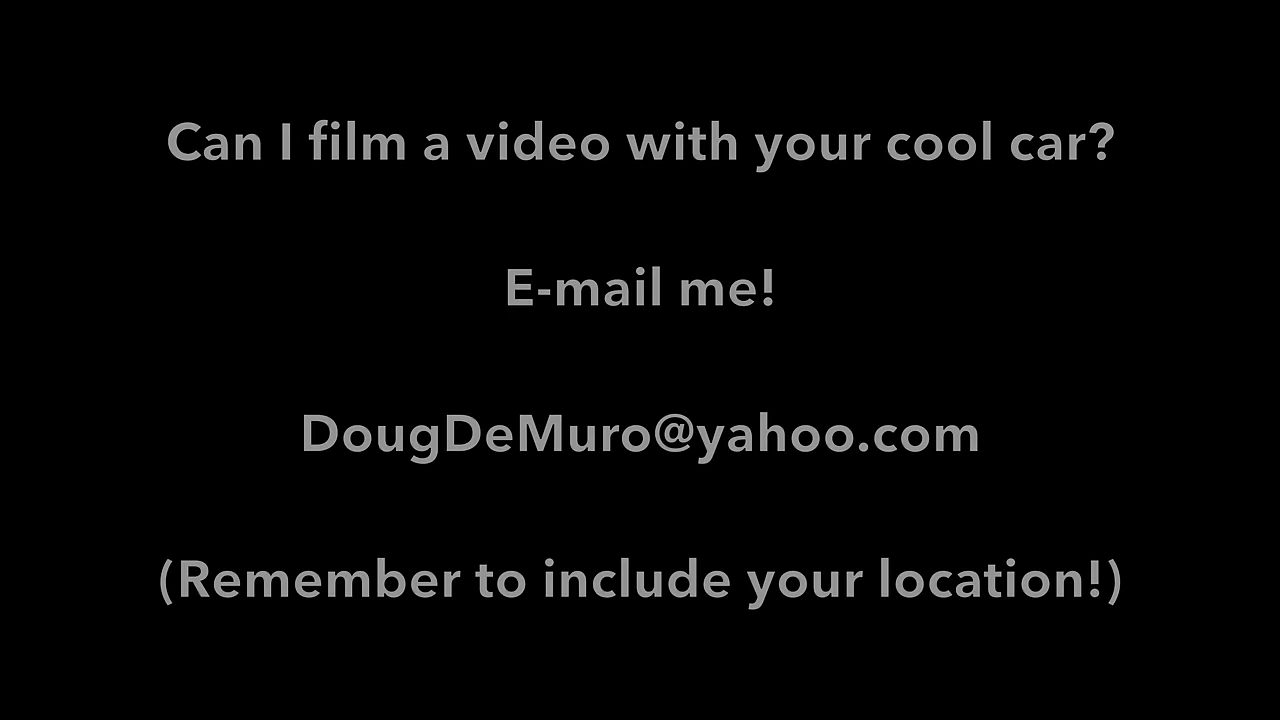 Can I film a video with your cool car?
E-mail me!
DougDeMuro@yahoo.com
(Remember to include your location!)